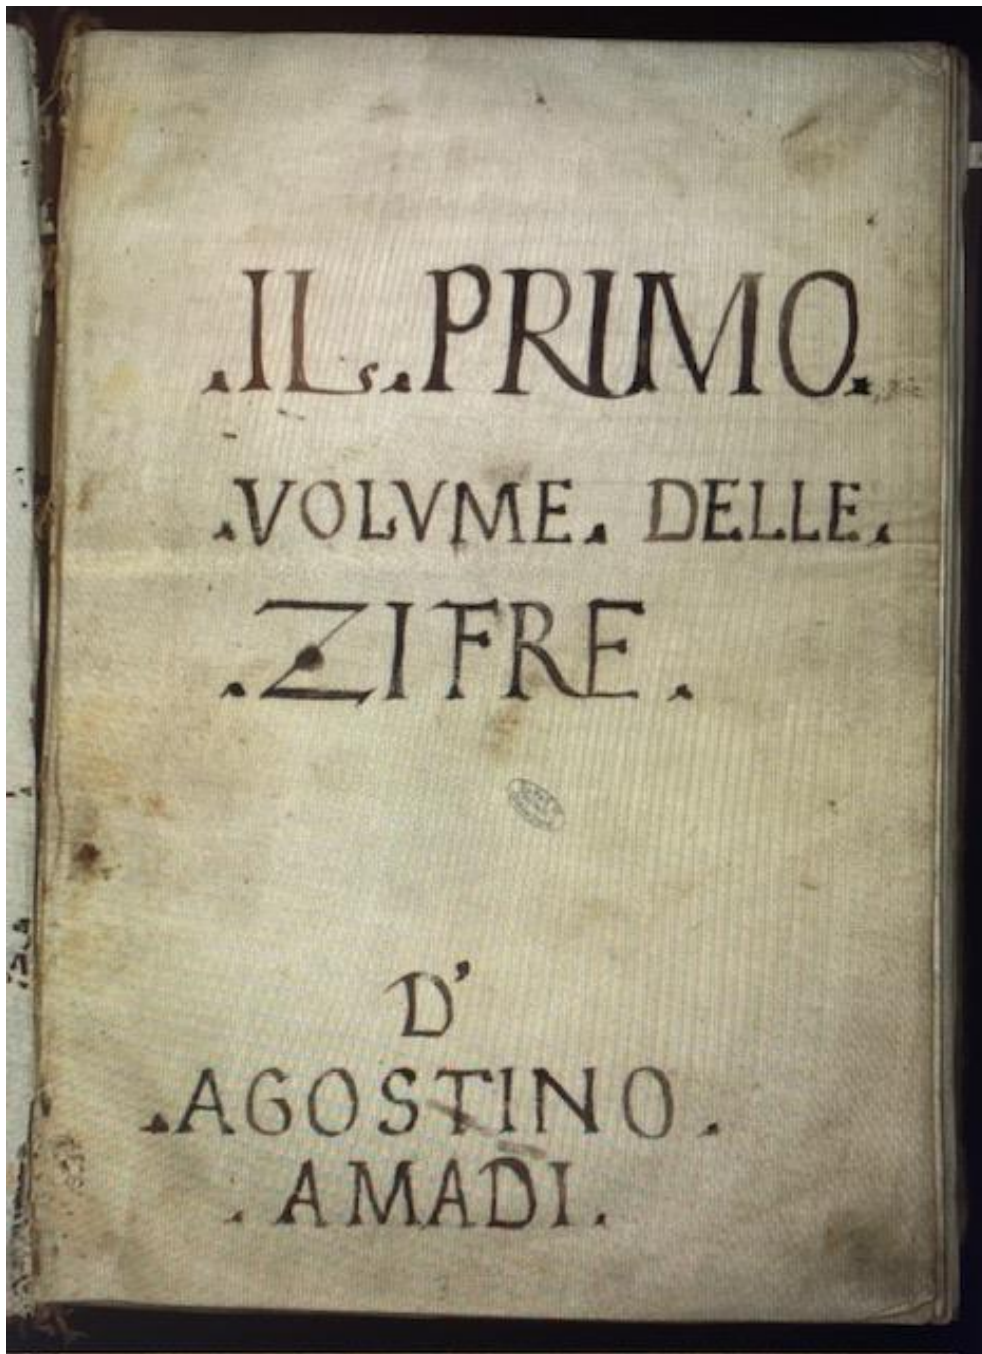 .IL..PRIMO.
.VOLVME. DELLE.
.ZIFRE.
D'
.AGOSTINO.
.AMADI.